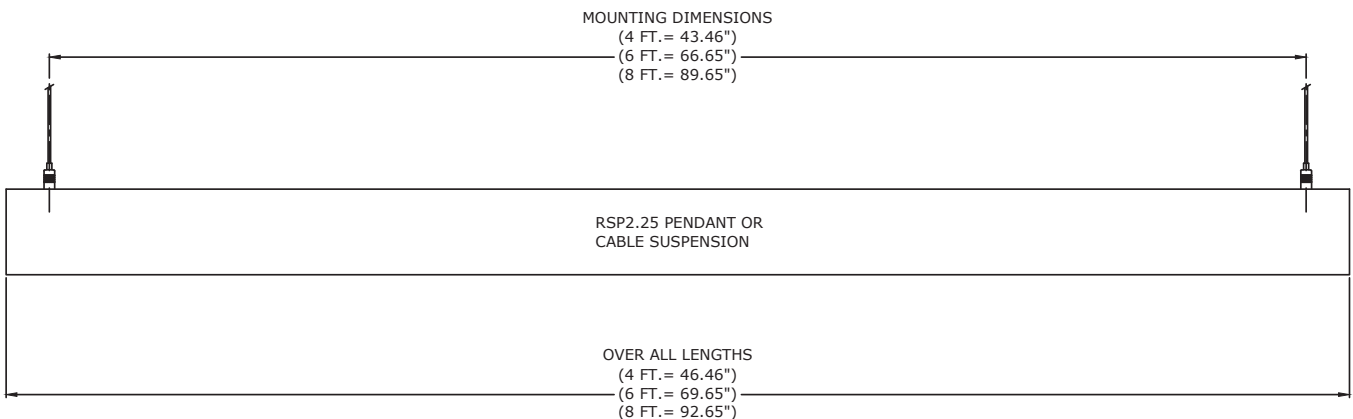 MOUNTING DIMENSIONS
(4 FT.= 43.46")
(6 FT.= 66.65")
(8 FT.= 89.65")
RSP2.25 PENDANT OR
CABLE SUSPENSION
OVER ALL LENGTHS
(4 FT.= 46.46")
(6 FT.= 69.65")
(8 FT.= 92.65")